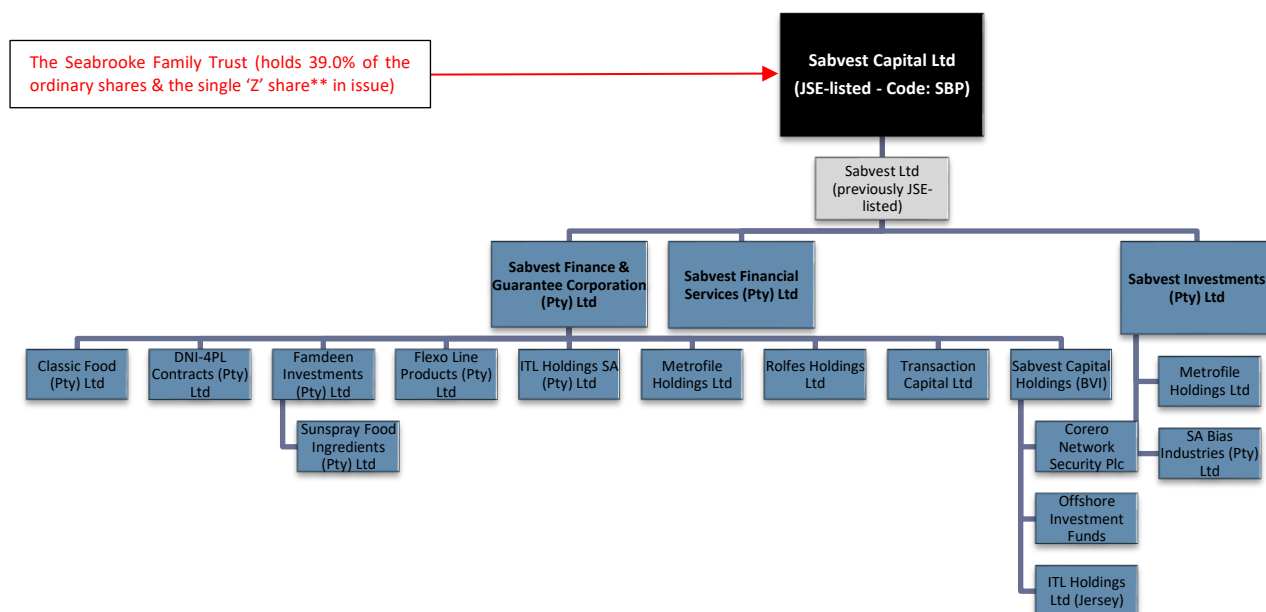 The Seabrooke Family Trust (holds 39.0% of the
ordinary shares & the single ‘Z’ share** in issue)
Sabvest Capital Ltd
(JSE-listed - Code: SBP)
Sabvest Ltd
(previously JSE-
listed)
Sabvest Finance &
Guarantee Corporation
(Pty) Ltd
Sabvest Financial
Services (Pty) Ltd
Sabvest Investments
(Pty) Ltd
Classic Food
(Pty) Ltd
DNI-4PL
Contracts (Pty)
Ltd
Famdeen
Investments
(Pty) Ltd
Flexo Line
Products (Pty)
Ltd
ITL Holdings SA
(Pty) Ltd
Metrofile
Holdings Ltd
Rolfes Holdings
Ltd
Transaction
Capital Ltd
Sabvest Capital
Holdings (BVI)
Metrofile
Holdings Ltd
Sunspray Food
Ingredients
(Pty) Ltd
Corero
Network
Security Plc
SA Bias
Industries (Pty)
Ltd
Offshore
Investment
Funds
ITL Holdings
Ltd (Jersey)